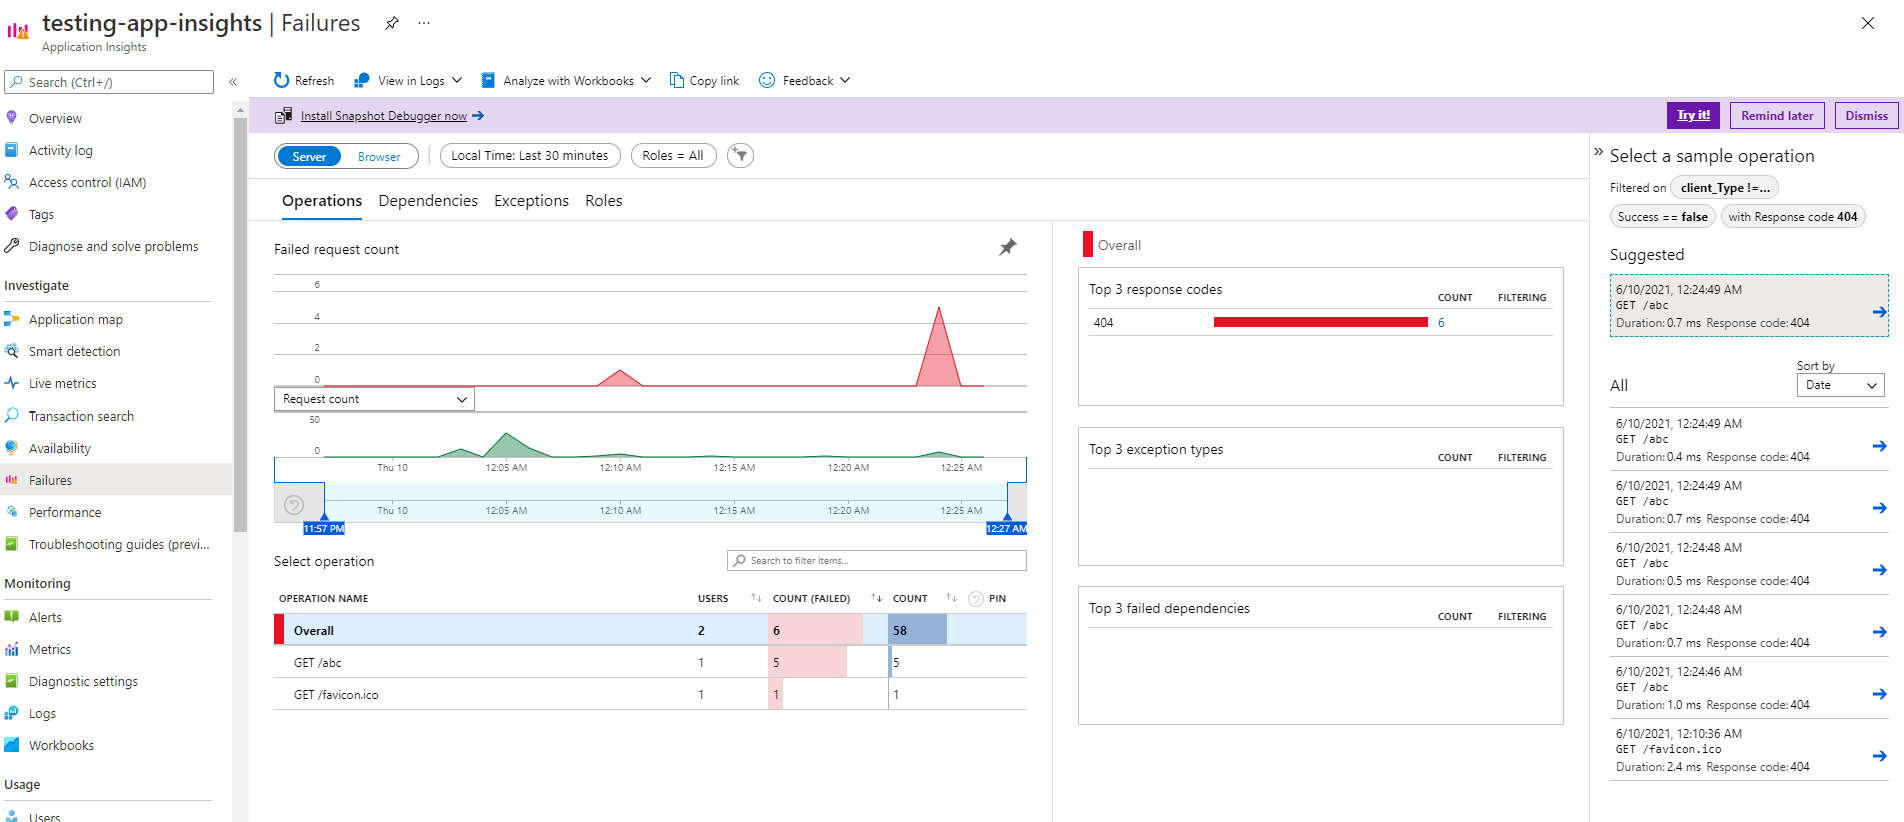 testing-app-insights | Failures
Application Insights
Search (Ctrl+/)
Overview
Activity log
Access control (IAM)
Tags
Diagnose and solve problems
Investigate
Application map
Smart detection
Live metrics
Transaction search
Availability
Failures
Performance
Troubleshooting guides (previ...
Monitoring
Alerts
Metrics
Diagnostic settings
Logs
Workbooks
Usage
Users
Refresh
View in Logs
Analyze with Workbooks
Copy link
Feedback
Install Snapshot Debugger now
Try it!
Remind later
Dismiss
Server
Browser
Local Time: Last 30 minutes
Roles = All
Operations
Dependencies
Exceptions
Roles
Failed request count
6
4
2
0
Request count
50
0
Thu 10
12:05 AM
12:10 AM
12:15 AM
12:20 AM
12:25 AM
Thu 10
12:05 AM
12:10 AM
12:15 AM
12:20 AM
12:25 AM
11:57 PM
12:27 AM
Select operation
Search to filter items...
OPERATION NAME USERS COUNT (FAILED) COUNT PIN
Overall 2 6 58
GET /abc 1 5 5
GET /favicon.ico 1 1 1
Overall
Top 3 response codes
COUNT FILTERING
404 6
Top 3 exception types
COUNT FILTERING
Top 3 failed dependencies
COUNT FILTERING
Select a sample operation
Filtered on client_Type !=...
Success == false
with Response code 404
Suggested
6/10/2021, 12:24:49 AM
GET /abc
Duration: 0.7 ms Response code: 404
Sort by
All
Date
6/10/2021, 12:24:49 AM
GET /abc
Duration: 0.4 ms Response code: 404
6/10/2021, 12:24:49 AM
GET /abc
Duration: 0.7 ms Response code: 404
6/10/2021, 12:24:48 AM
GET /abc
Duration: 0.5 ms Response code: 404
6/10/2021, 12:24:48 AM
GET /abc
Duration: 0.7 ms Response code: 404
6/10/2021, 12:24:46 AM
GET /abc
Duration: 1.0 ms Response code: 404
6/10/2021, 12:10:36 AM
GET /favicon.ico
Duration: 2.4 ms Response code: 404